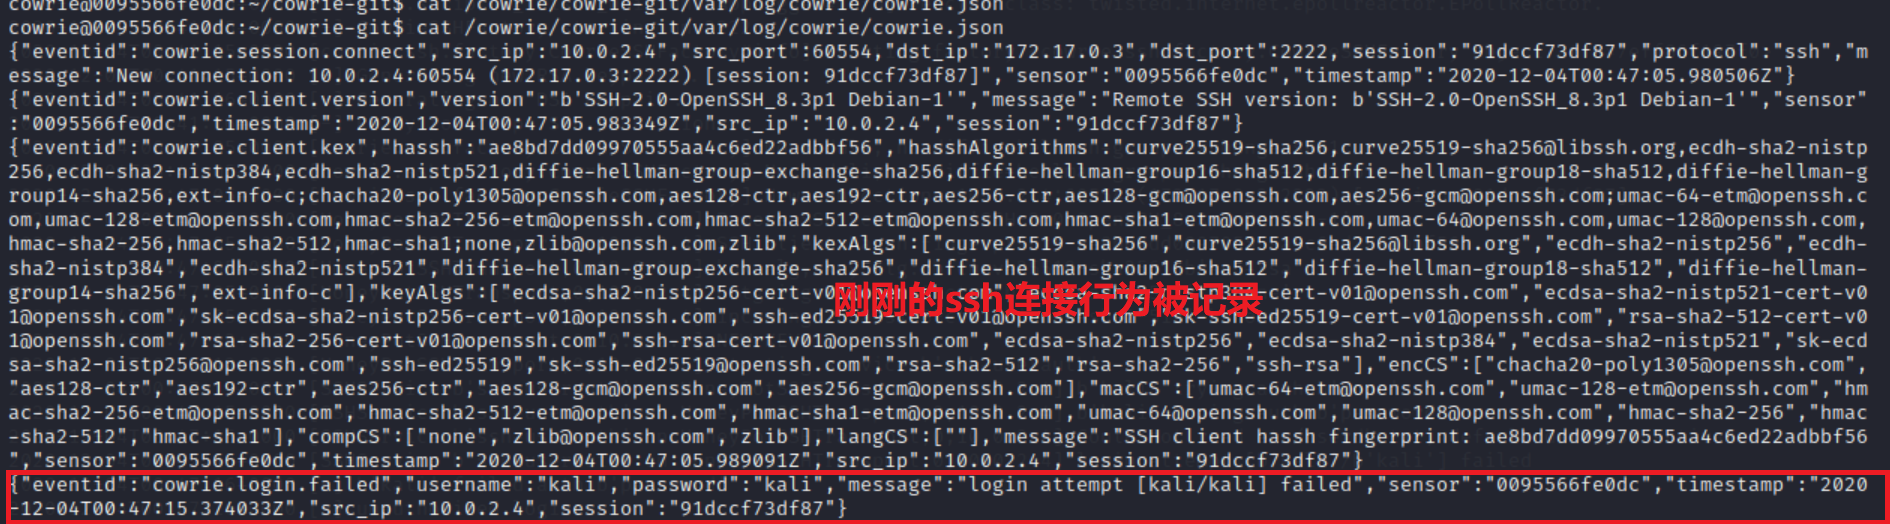 cowrie@0095566fe0dc:~/cowrie-git$ cat /cowrie/cowrie-git/var/log/cowrie/cowrie.json
cowrie@0095566fe0dc:~/cowrie-git$ cat /cowrie/cowrie-git/var/log/cowrie/cowrie.json
{"eventid":"cowrie.session.connect","src_ip":"10.0.2.4","src_port":60554,"dst_ip":"172.17.0.3","dst_port":2222,"session":"91dccf73df87","protocol":"ssh","m
essage":"New connection: 10.0.2.4:60554 (172.17.0.3:2222) [session: 91dccf73df87]","sensor":"0095566fe0dc","timestamp":"2020-12-04T00:47:05.980506Z"}
{"eventid":"cowrie.client.version","version":"b'SSH-2.0-OpenSSH_8.3p1 Debian-1'","message":"Remote SSH version: b'SSH-2.0-OpenSSH_8.3p1 Debian-1'","sensor"
:"0095566fe0dc","timestamp":"2020-12-04T00:47:05.983349Z","src_ip":"10.0.2.4","session":"91dccf73df87"}
{"eventid":"cowrie.client.kex","hassh":"ae8bd7dd09970555aa4c6ed22adbbf56","hasshAlgorithms":"curve25519-sha256,curve25519-sha256@libssh.org,ecdh-sha2-nistp
256,ecdh-sha2-nistp384,ecdh-sha2-nistp521,diffie-hellman-group-exchange-sha256,diffie-hellman-group16-sha512,diffie-hellman-group18-sha512,diffie-hellman-g
roup14-sha256,ext-info-c;chacha20-poly1305@openssh.com,aes128-ctr,aes192-ctr,aes256-ctr,aes128-gcm@openssh.com,aes256-gcm@openssh.com;umac-64-etm@openssh.c
om,umac-128-etm@openssh.com,hmac-sha2-256-etm@openssh.com,hmac-sha2-512-etm@openssh.com,hmac-sha1-etm@openssh.com,umac-64@openssh.com,umac-128@openssh.com,
hmac-sha2-256,hmac-sha2-512,hmac-sha1;none,zlib@openssh.com,zlib","kexAlgs":["curve25519-sha256","curve25519-sha256@libssh.org","ecdh-sha2-nistp256","ecdh-
sha2-nistp384","ecdh-sha2-nistp521","diffie-hellman-group-exchange-sha256","diffie-hellman-group16-sha512","diffie-hellman-group18-sha512","diffie-hellman-
group14-sha256","ext-info-c"],"keyAlgs":["ecdsa-sha2-nistp256-cert-v01@openssh.com","ecdsa-sha2-nistp384-cert-v01@openssh.com","ecdsa-sha2-nistp521-cert-v0
刚刚的ssh连接行为被记录
1@openssh.com","sk-ecdsa-sha2-nistp256-cert-v01@openssh.com","ssh-ed25519-cert-v01@openssh.com","sk-ssh-ed25519-cert-v01@openssh.com","rsa-sha2-512-cert-v0
1@openssh.com","rsa-sha2-256-cert-v01@openssh.com","ssh-rsa-cert-v01@openssh.com","ecdsa-sha2-nistp256","ecdsa-sha2-nistp384","ecdsa-sha2-nistp521","sk-ecd
sa-sha2-nistp256@openssh.com","ssh-ed25519","sk-ssh-ed25519@openssh.com","rsa-sha2-512","rsa-sha2-256","ssh-rsa"],"encCS":["chacha20-poly1305@openssh.com",
"aes128-ctr","aes192-ctr","aes256-ctr","aes128-gcm@openssh.com","aes256-gcm@openssh.com"],"macCS":["umac-64-etm@openssh.com","umac-128-etm@openssh.com","hm
ac-sha2-256-etm@openssh.com","hmac-sha2-512-etm@openssh.com","hmac-sha1-etm@openssh.com","umac-64@openssh.com","umac-128@openssh.com","hmac-sha2-256","hmac
-sha2-512","hmac-sha1"],"compCS":["none","zlib@openssh.com","zlib"],"langCS":[""],"message":"SSH client hassh fingerprint: ae8bd7dd09970555aa4c6ed22adbbf56
","sensor":"0095566fe0dc","timestamp":"2020-12-04T00:47:05.989091Z","src_ip":"10.0.2.4","session":"91dccf73df87"}
{"eventid":"cowrie.login.failed","username":"kali","password":"kali","message":"login attempt [kali/kali] failed","sensor":"0095566fe0dc","timestamp":"2020
-12-04T00:47:15.374033Z","src_ip":"10.0.2.4","session":"91dccf73df87"}